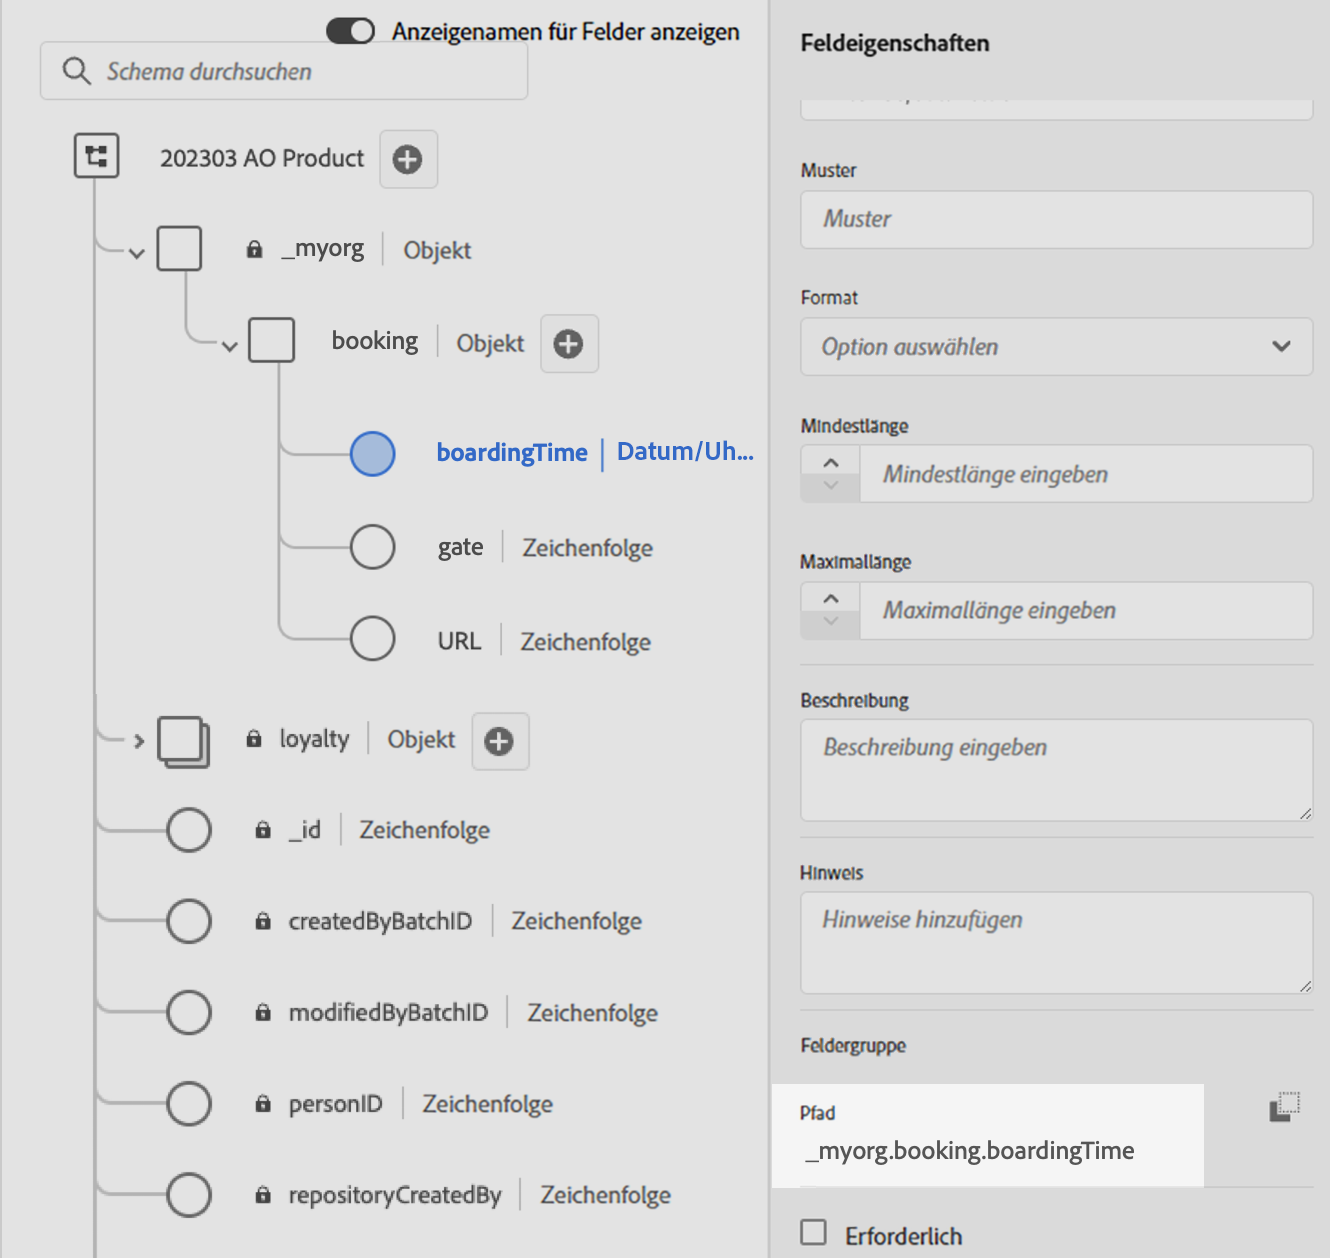 Anzeigenamen für Felder anzeigen
Schema durchsuchen
202303 AO Product
_myorg Objekt
booking Objekt
boardingTime Datum/Uh...
gate Zeichenfolge
URL Zeichenfolge
loyalty Objekt
_id Zeichenfolge
createdByBatchID Zeichenfolge
modifiedByBatchID Zeichenfolge
personID Zeichenfolge
repositoryCreatedBy Zeichenfolge
Feldeigenschaften
Muster
Muster
Format
Option auswählen
Mindestlänge
Mindestlänge eingeben
Maximallänge
Maximallänge eingeben
Beschreibung
Beschreibung eingeben
Hinweis
Hinweise hinzufügen
Feldergruppe
Pfad
_myorg.booking.boardingTime
Erforderlich